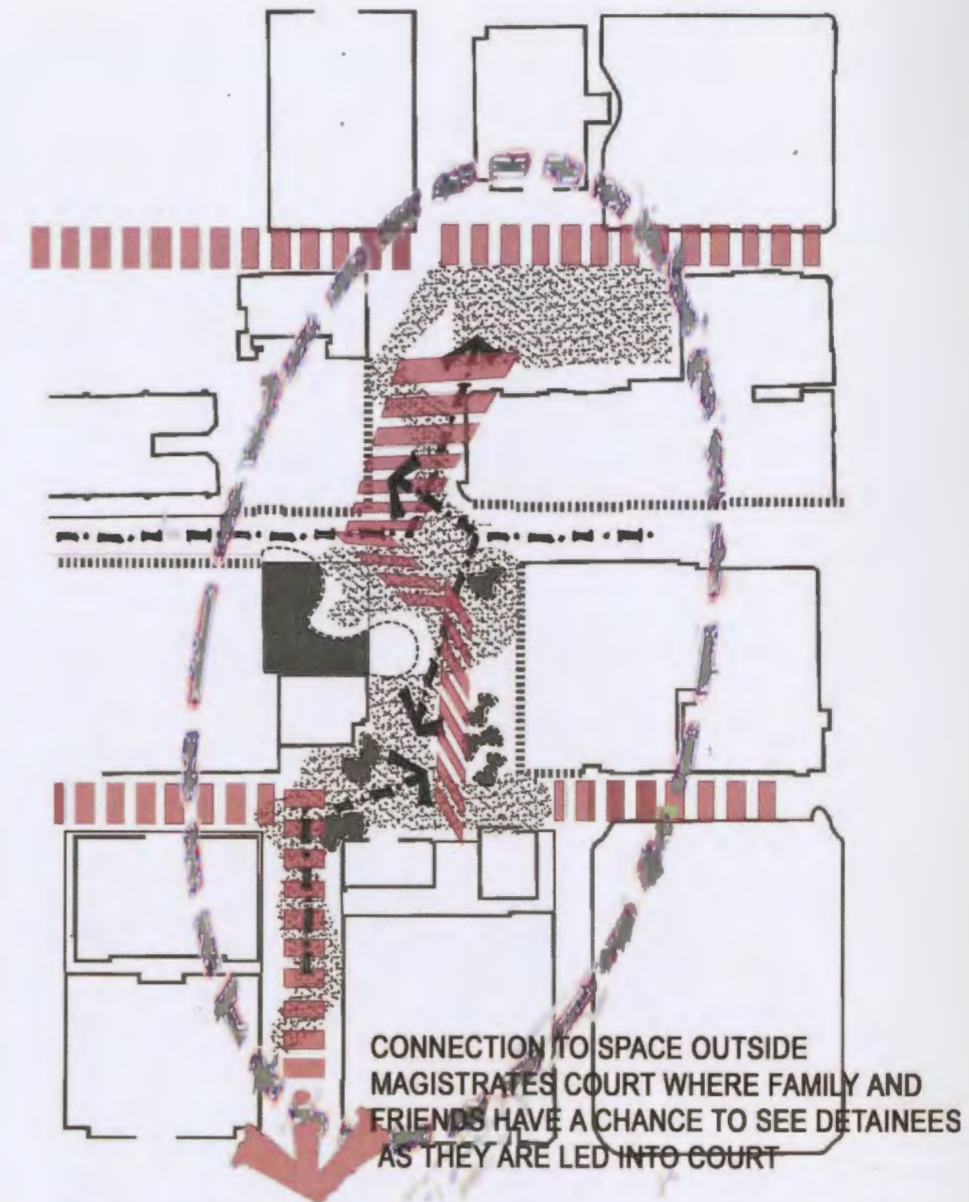 CONNECTION TO SPACE OUTSIDE
MAGISTRATES COURT WHERE FAMILY AND
FRIENDS HAVE A CHANCE TO SEE DETAINEES
AS THEY ARE LED INTO COURT